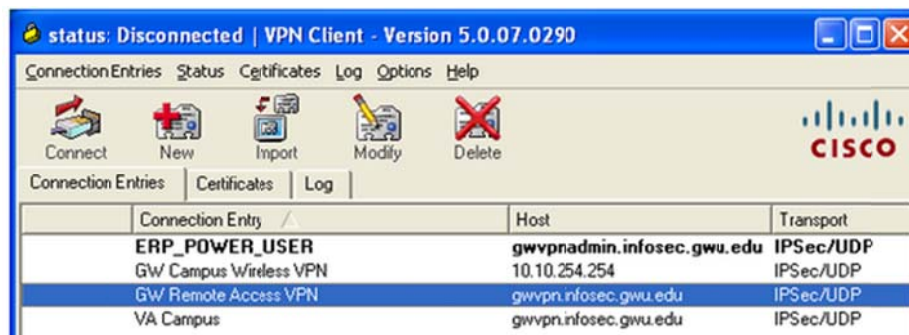 status: Disconnected | VPN Client - Version 5.0.07.0290
Connection Entries Status Certificates Log Options Help
Connect New Import Modify Delete
CISCO
Connection Entries Certificates Log
Connection Entry Host Transport
ERP_POWER_USER gwvpnadmin.infosec.gwu.edu IPSec/UDP
GW Campus Wireless VPN 10.10.254.254 IPSec/UDP
GW Remote Access VPN gwvpn.infosec.gwu.edu IPSec/UDP
VA Campus gwvpn.infosec.gwu.edu IPSec/UDP